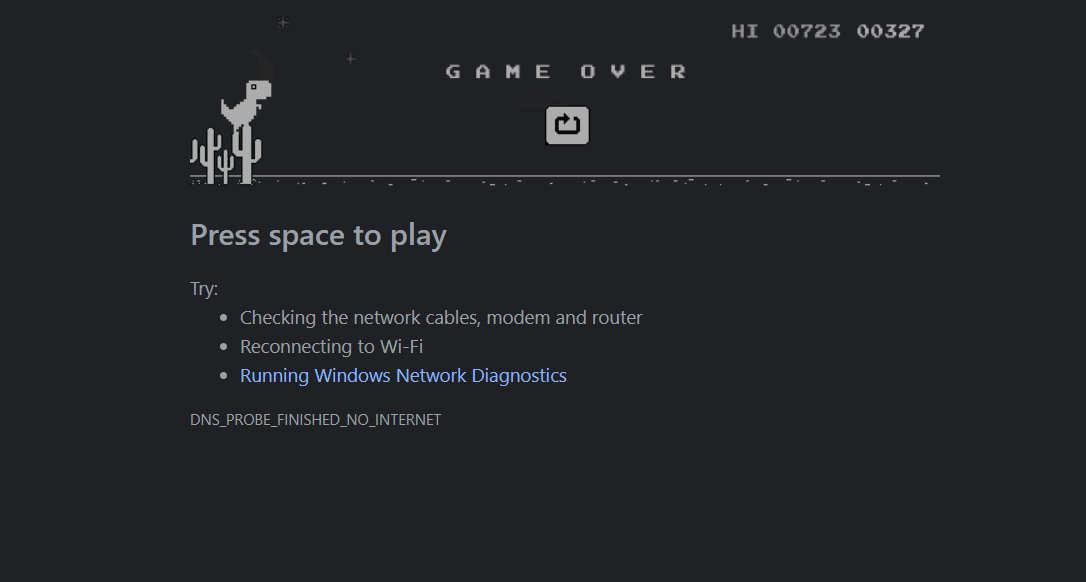 HI 00723 00327
GAME OVER
Press space to play
Try:
Checking the network cables, modem and router
Reconnecting to Wi-Fi
Running Windows Network Diagnostics
DNS_PROBE_FINISHED_NO_INTERNET